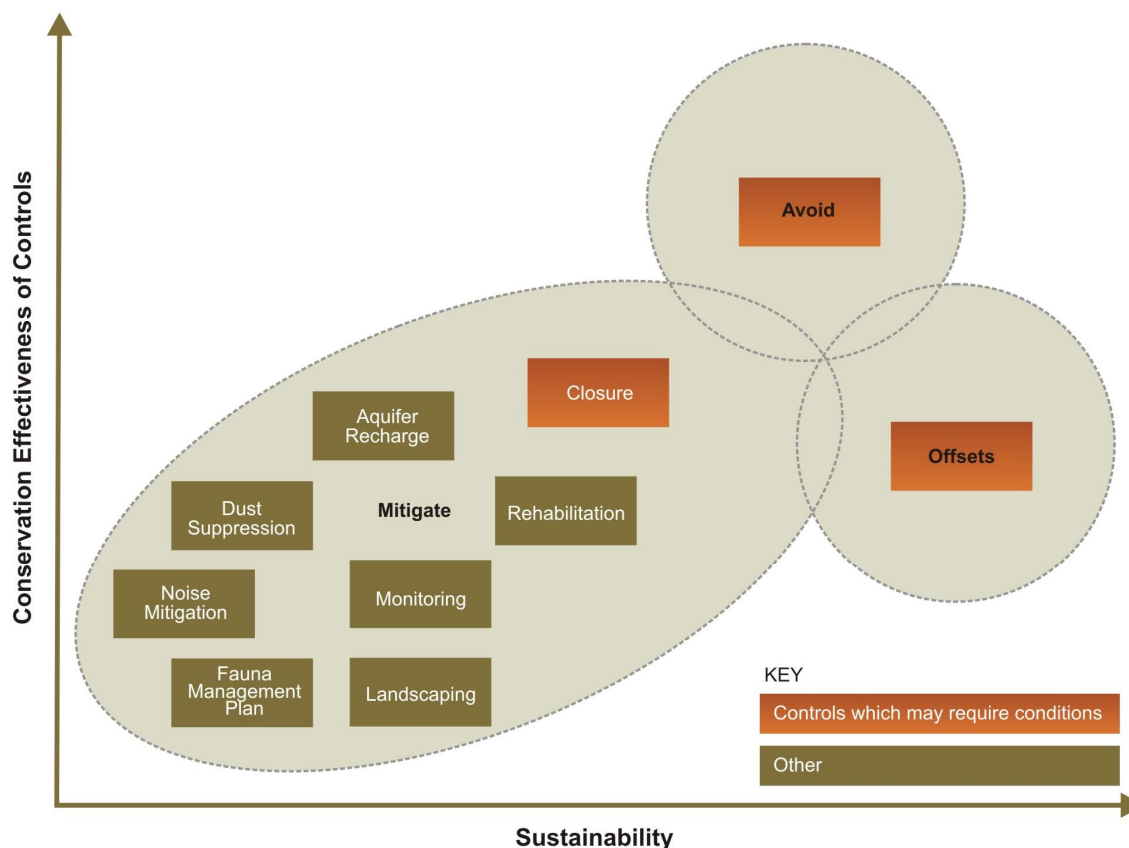 Conservation Effectiveness of Controls
Avoid
Closure
Aquifer
Recharge
Offsets
Dust
Suppression
Mitigate
Rehabilitation
Noise
Mitigation
Monitoring
Fauna
Management
Plan
Landscaping
KEY
Controls which may require conditions
Other
Sustainability